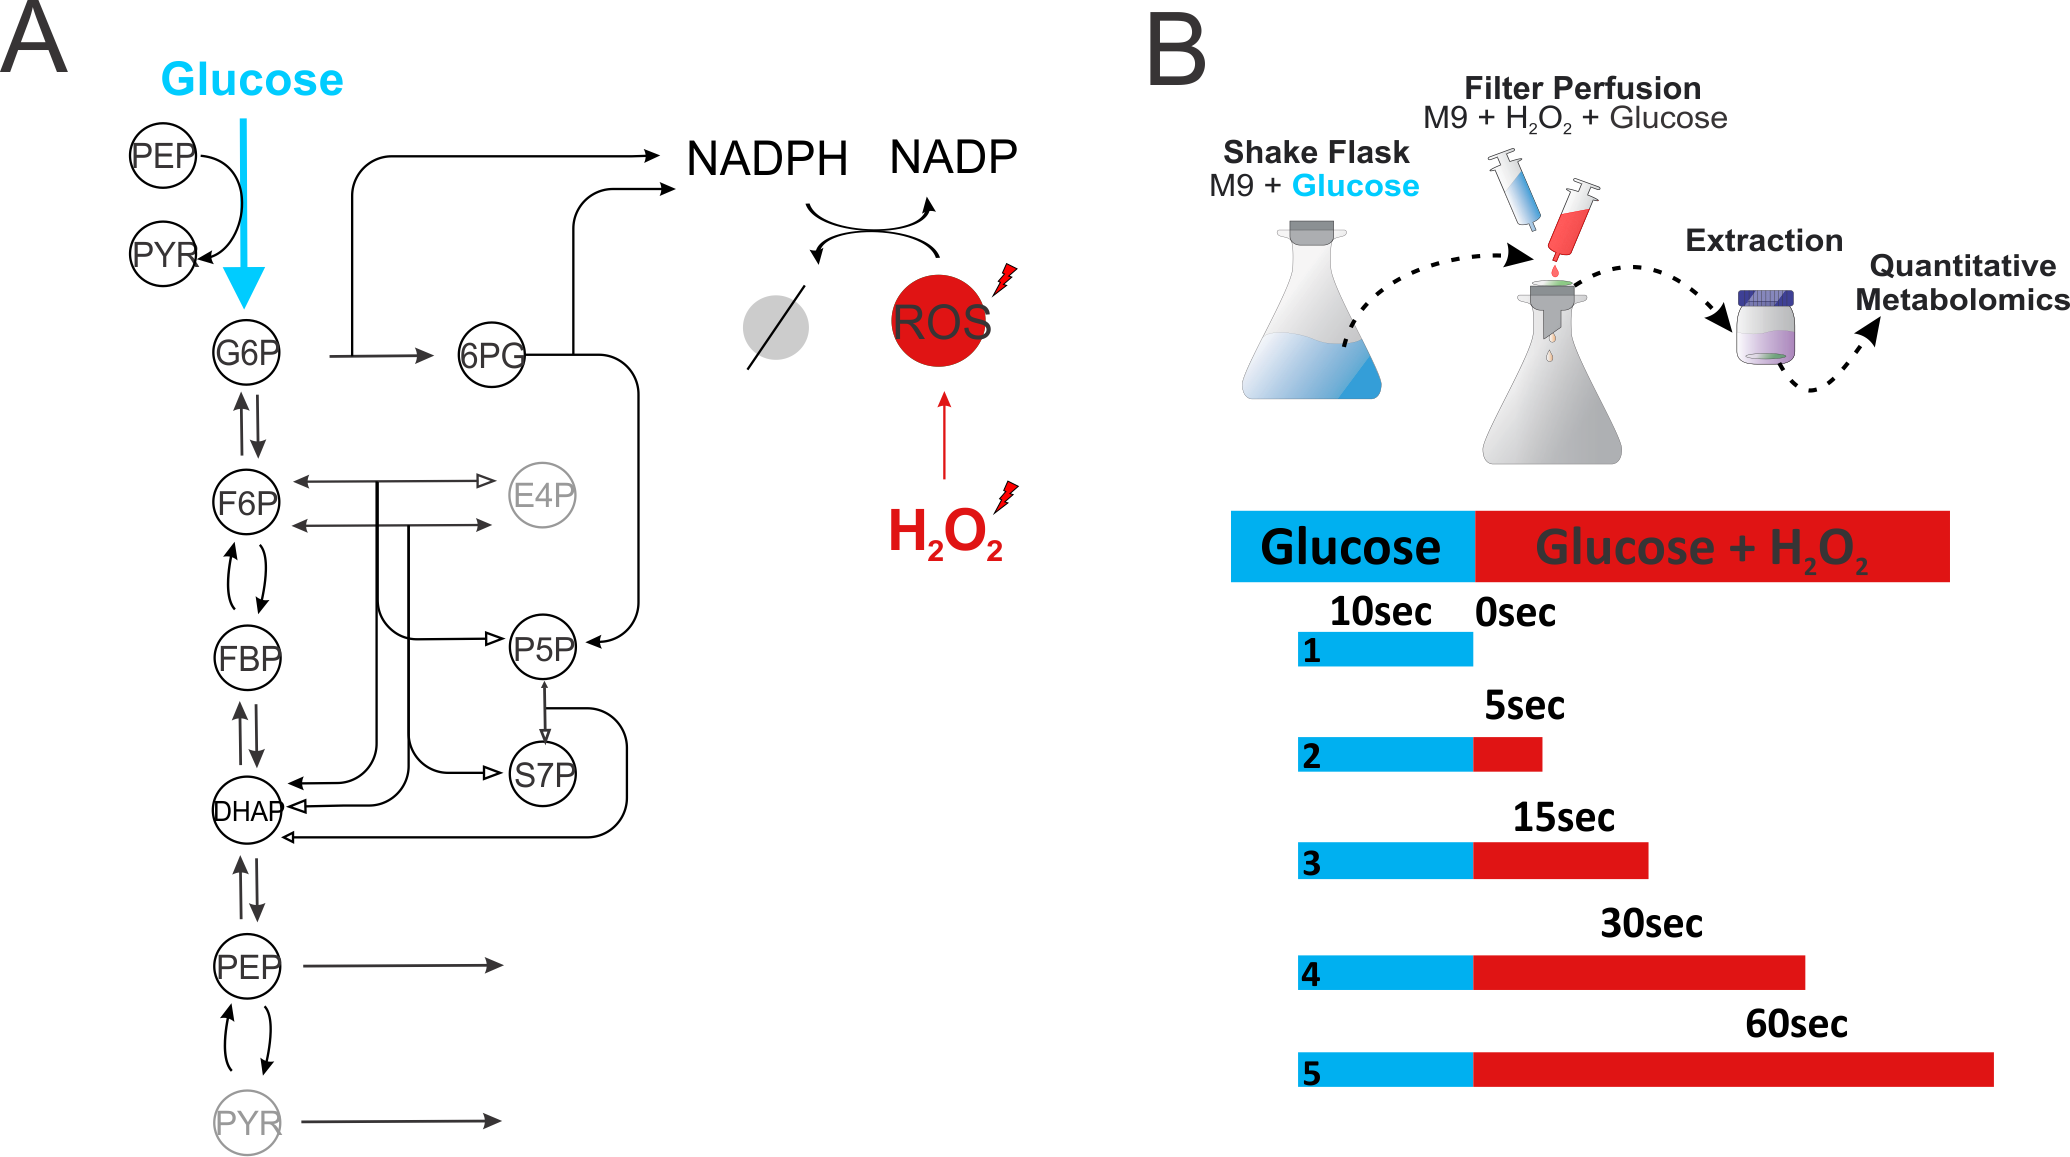 A
Glucose
PEP
PYR
NADPH
NADP
G6P
6PG
ROS
F6P
E4P
H₂O₂
FBP
P5P
S7P
DHAP
PEP
PYR
B
Filter Perfusion
M9 + H₂O₂ + Glucose
Shake Flask
M9 + Glucose
Extraction
Quantitative
Metabolomics
Glucose
Glucose + H₂O₂
10sec
0sec
1
5sec
2
15sec
3
30sec
4
60sec
5